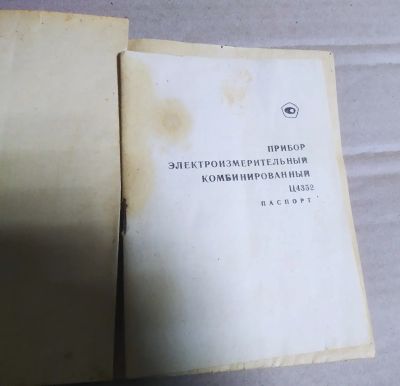 ПРИБОР
ЭЛЕКТРОИЗМЕРИТЕЛЬНЫЙ
КОМБИНИРОВАННЫЙ
Ц4352
ПАСПОРТ